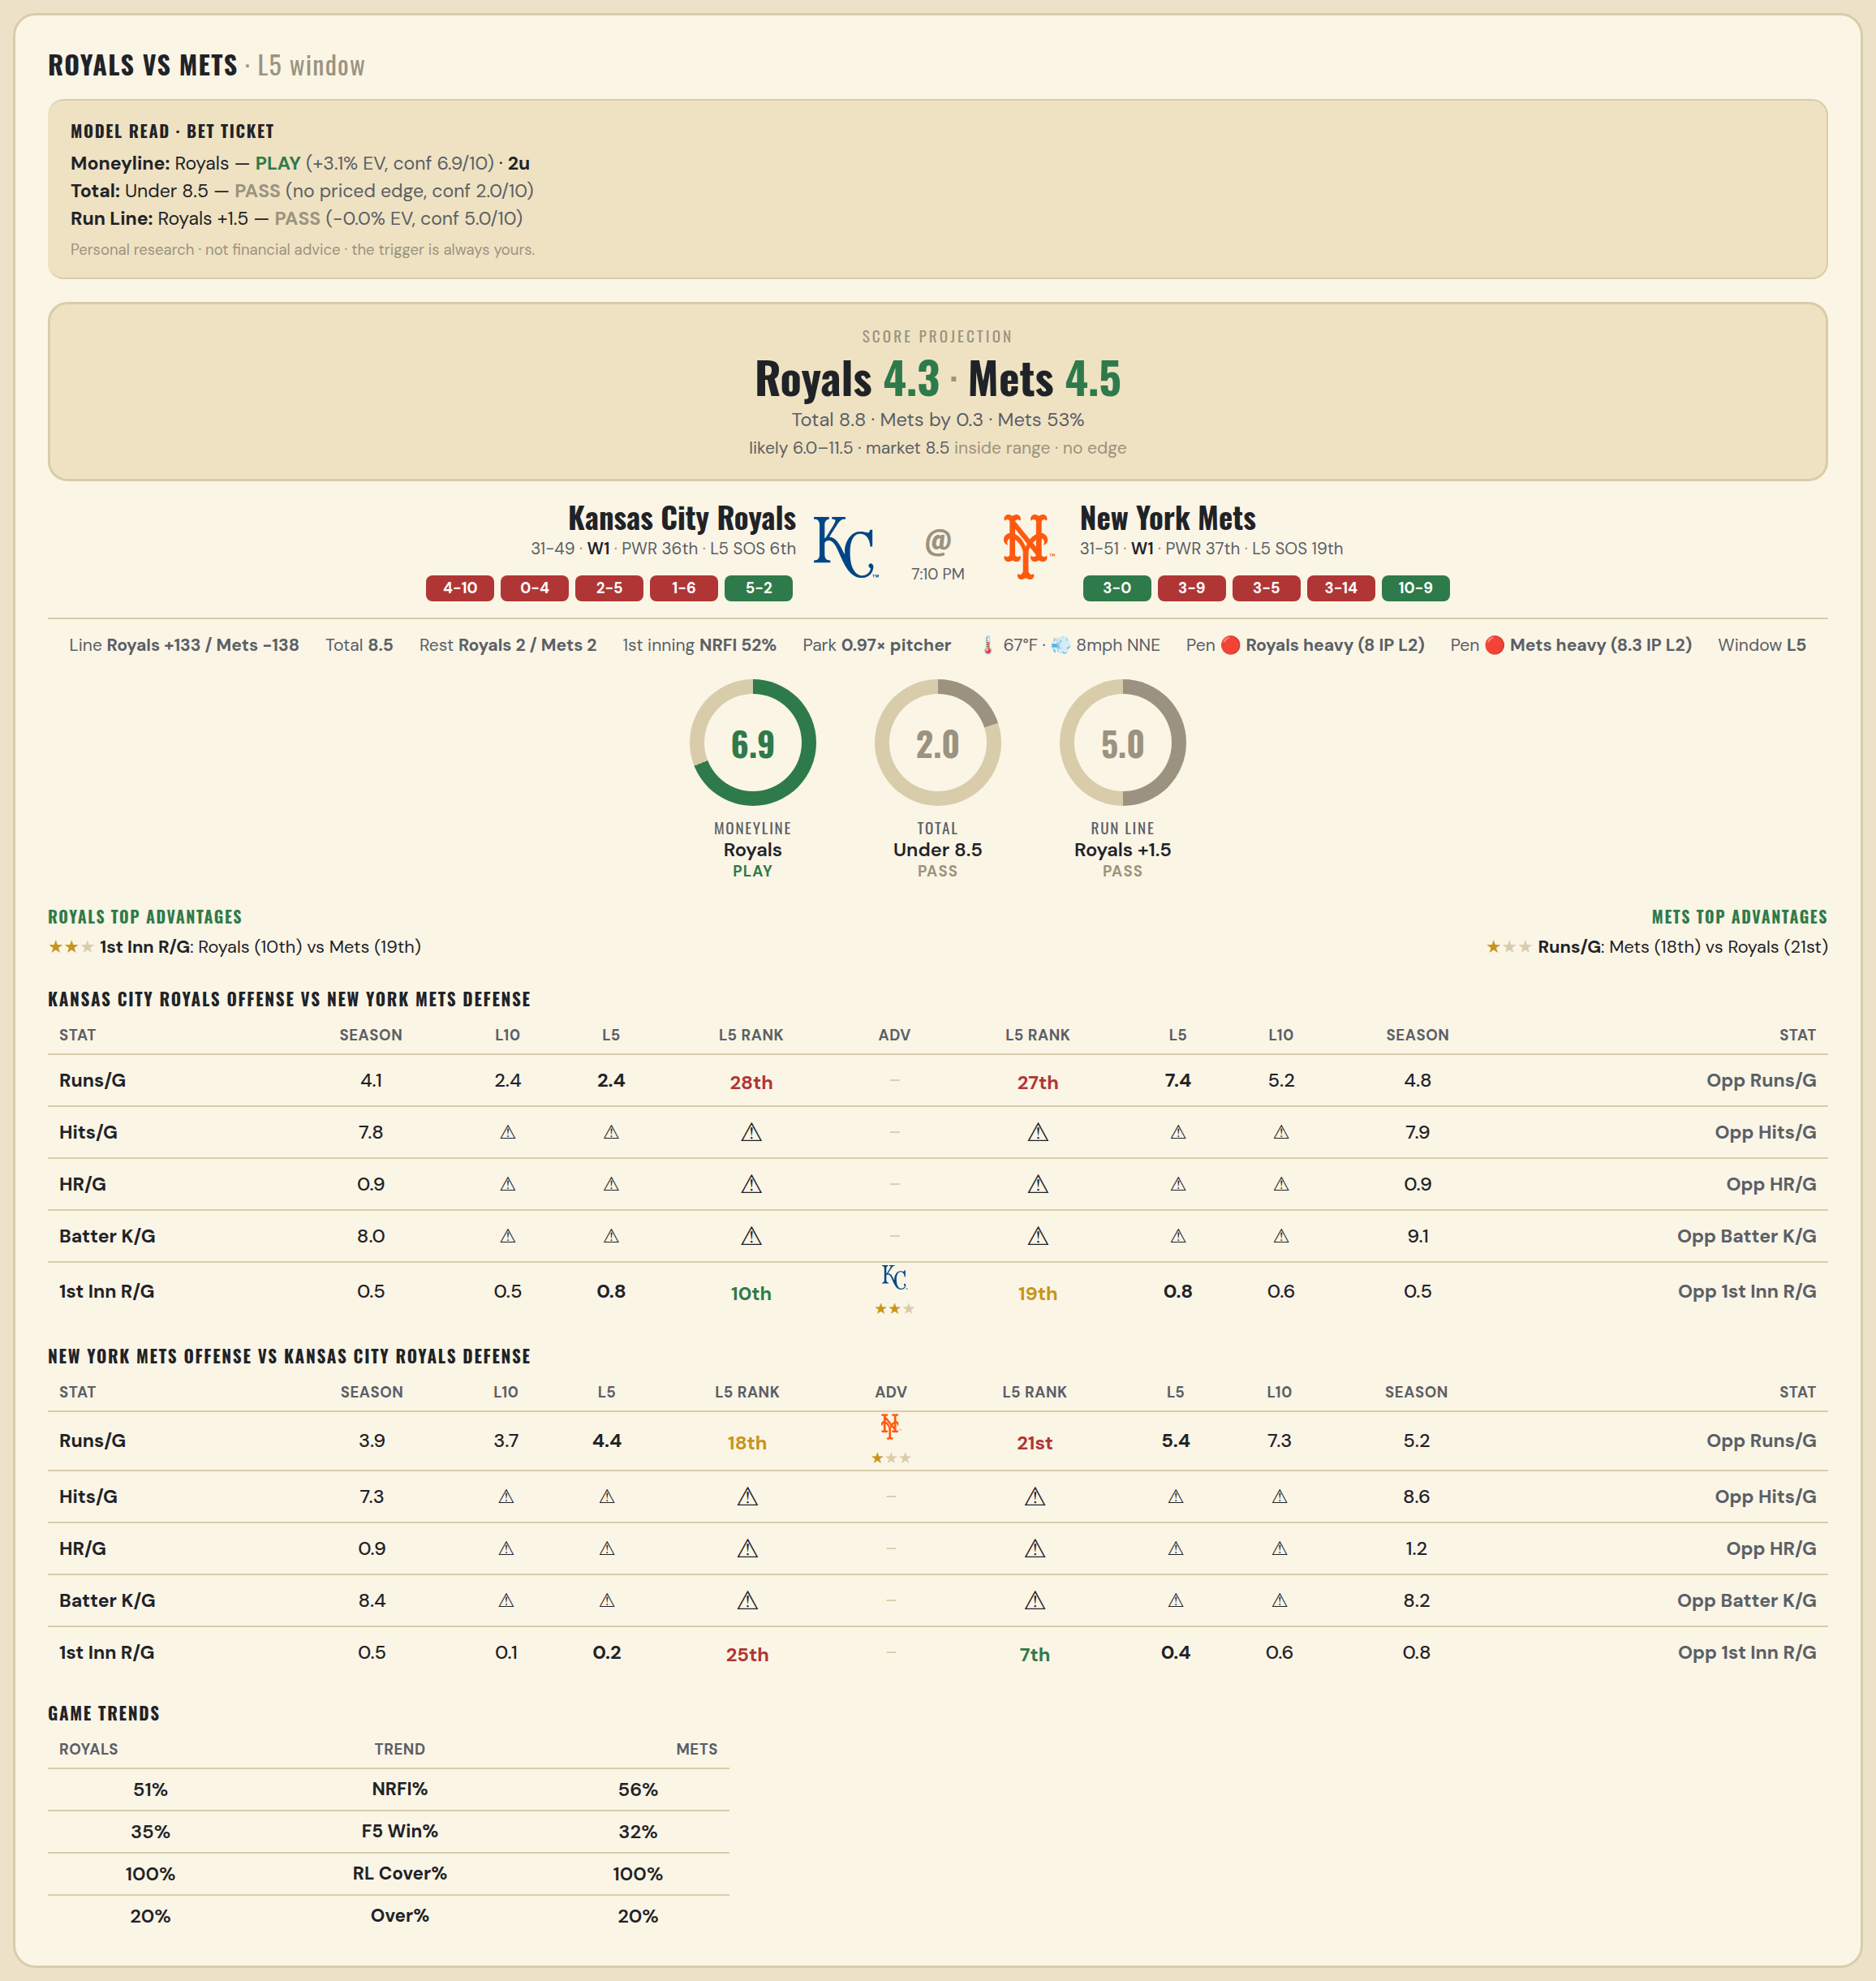 ROYALS VS METS · L5 window
MODEL READ · BET TICKET
Moneyline: Royals — PLAY (+3.1% EV, conf 6.9/10) · 2u
Total: Under 8.5 — PASS (no priced edge, conf 2.0/10)
Run Line: Royals +1.5 — PASS (-0.0% EV, conf 5.0/10)
Personal research · not financial advice · the trigger is always yours.
SCORE PROJECTION
Royals 4.3 · Mets 4.5
Total 8.8 · Mets by 0.3 · Mets 53%
likely 6.0–11.5 · market 8.5 inside range · no edge
Kansas City Royals KC @ NY New York Mets
31-49 · W1 · PWR 36th · L5 SOS 6th 7:10 PM 31-51 · W1 · PWR 37th · L5 SOS 19th
4-10 0-4 2-5 1-6 5-2 3-0 3-9 3-5 3-14 10-9
Line Royals +133 / Mets -138 Total 8.5 Rest Royals 2 / Mets 2 1st inning NRFI 52% Park 0.97× pitcher 🌡️ 67°F · 💨 8mph NNE Pen 🔴 Royals heavy (8 IP L2) Pen 🔴 Mets heavy (8.3 IP L2) Window L5
6.9 2.0 5.0
MONEYLINE TOTAL RUN LINE
Royals Under 8.5 Royals +1.5
PLAY PASS PASS
ROYALS TOP ADVANTAGES METS TOP ADVANTAGES
★★★ 1st Inn R/G: Royals (10th) vs Mets (19th) ★★★ Runs/G: Mets (18th) vs Royals (21st)
KANSAS CITY ROYALS OFFENSE VS NEW YORK METS DEFENSE
STAT SEASON L10 L5 L5 RANK ADV L5 RANK L5 L10 SEASON STAT
Runs/G 4.1 2.4 2.4 28th – 27th 7.4 5.2 4.8 Opp Runs/G
Hits/G 7.8 ⚠ ⚠ ⚠ – ⚠ ⚠ ⚠ 7.9 Opp Hits/G
HR/G 0.9 ⚠ ⚠ ⚠ – ⚠ ⚠ ⚠ 0.9 Opp HR/G
Batter K/G 8.0 ⚠ ⚠ ⚠ – ⚠ ⚠ ⚠ 9.1 Opp Batter K/G
1st Inn R/G 0.5 0.5 0.8 10th KC ★★★ 19th 0.8 0.6 0.5 Opp 1st Inn R/G
NEW YORK METS OFFENSE VS KANSAS CITY ROYALS DEFENSE
STAT SEASON L10 L5 L5 RANK ADV L5 RANK L5 L10 SEASON STAT
Runs/G 3.9 3.7 4.4 18th NY ★★★ 21st 5.4 7.3 5.2 Opp Runs/G
Hits/G 7.3 ⚠ ⚠ ⚠ – ⚠ ⚠ ⚠ 8.6 Opp Hits/G
HR/G 0.9 ⚠ ⚠ ⚠ – ⚠ ⚠ ⚠ 1.2 Opp HR/G
Batter K/G 8.4 ⚠ ⚠ ⚠ – ⚠ ⚠ ⚠ 8.2 Opp Batter K/G
1st Inn R/G 0.5 0.1 0.2 25th – 7th 0.4 0.6 0.8 Opp 1st Inn R/G
GAME TRENDS
ROYALS TREND METS
51% NRFI% 56%
35% F5 Win% 32%
100% RL Cover% 100%
20% Over% 20%